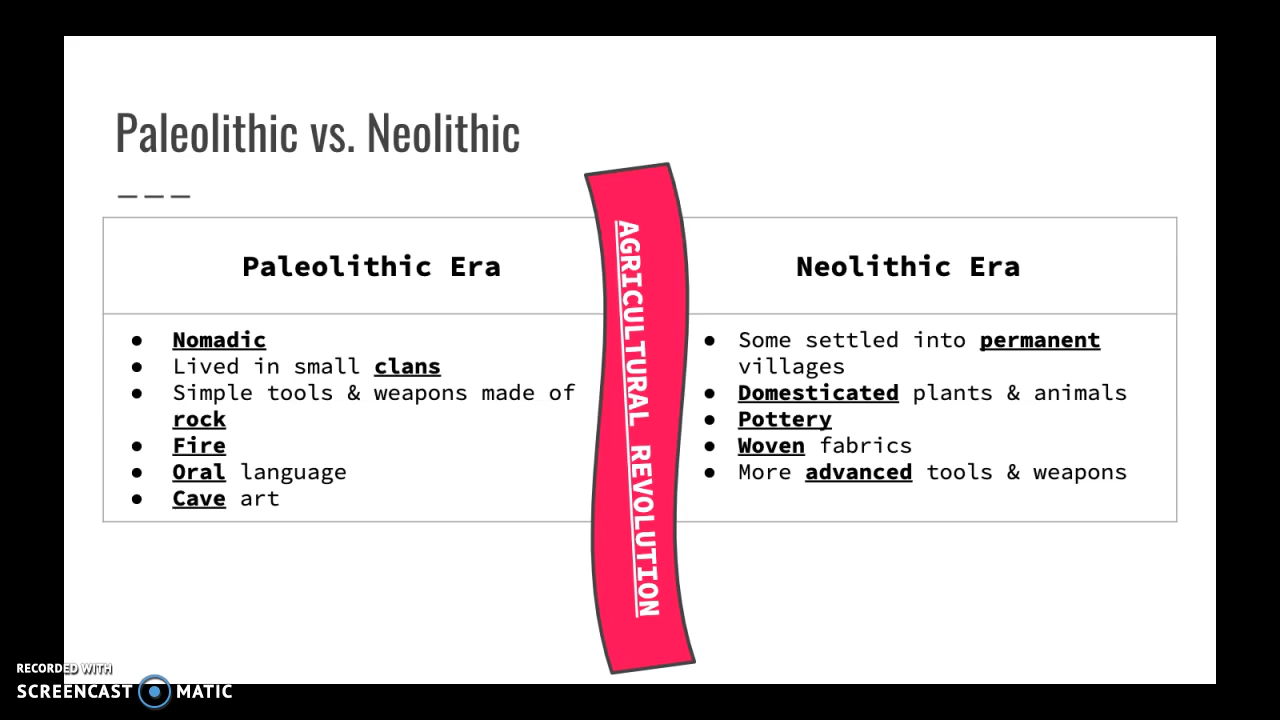 Paleolithic vs. Neolithic
Paleolithic Era
Nomadic
Lived in small clans
Simple tools & weapons made of
rock
Fire
Oral language
Cave art
AGRICULTURAL REVOLUTION
Neolithic Era
Some settled into permanent
villages
Domesticated plants & animals
Pottery
Woven fabrics
More advanced tools & weapons
RECORDED WITH
SCREENCAST MATIC